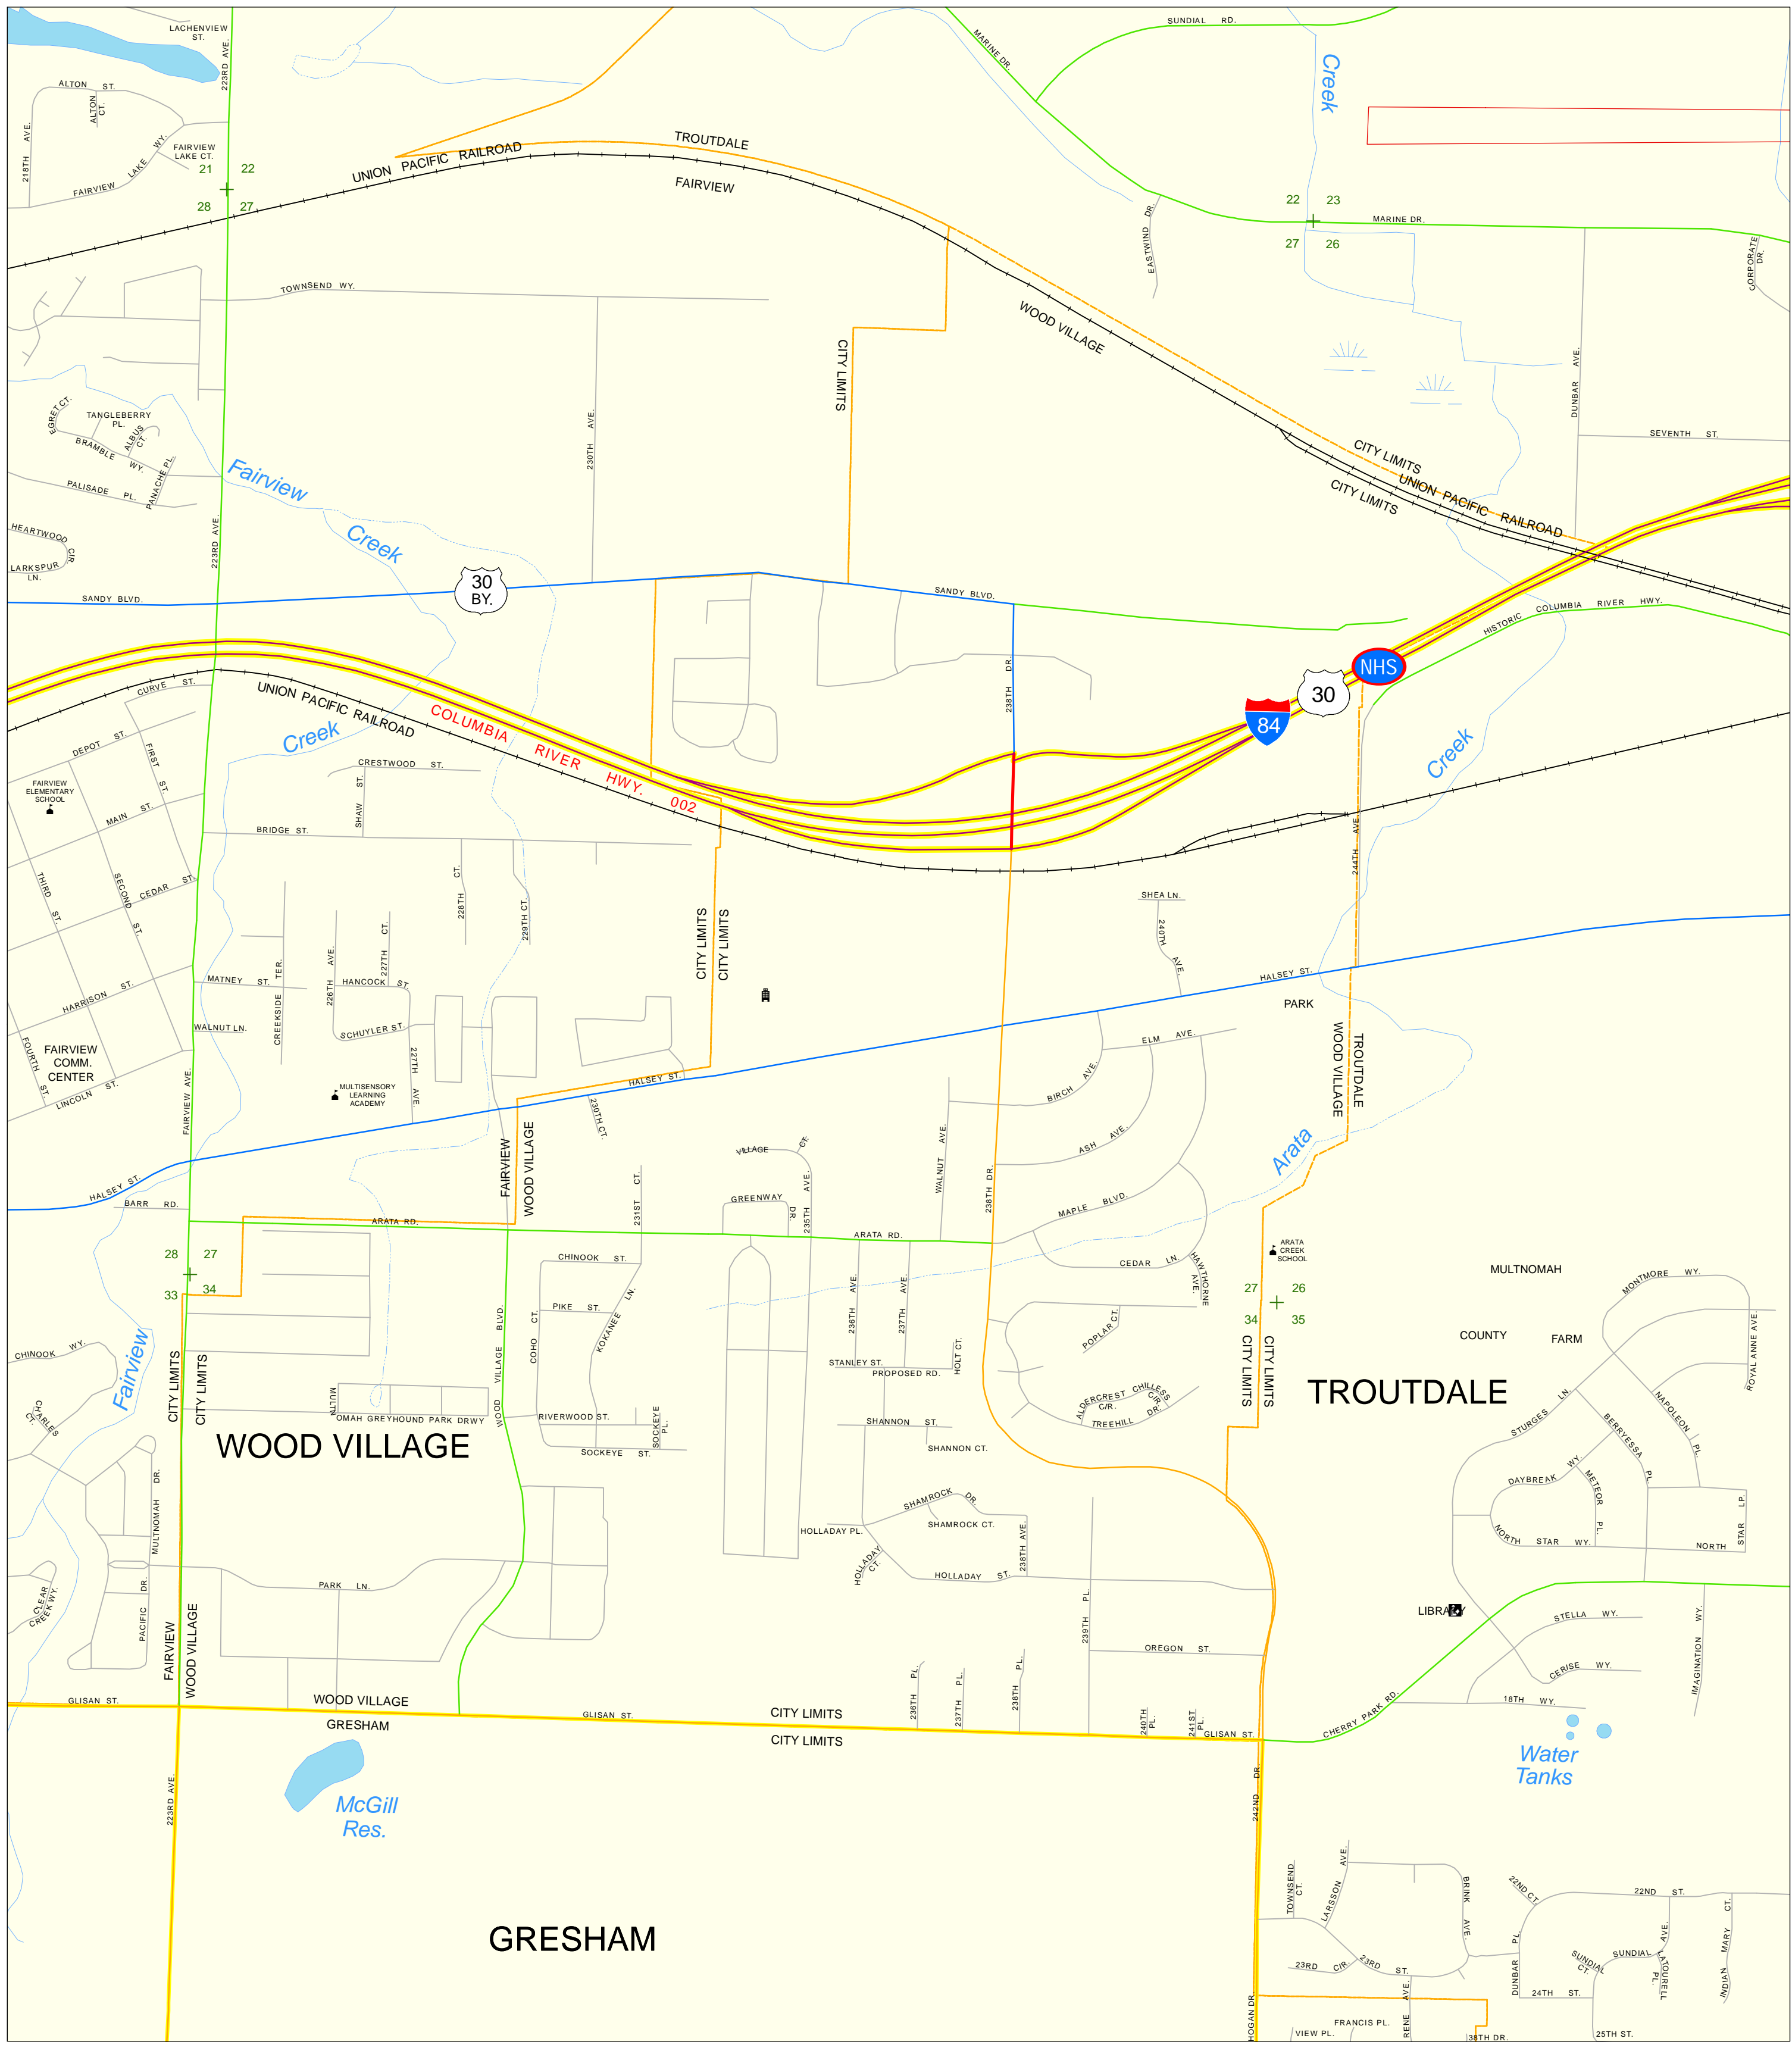 LACHENVIEW
ST.
223RD AVE.
ALTON ST.
ALTON
CT.
218TH AVE.
FAIRVIEW
LAKE CT.
FAIRVIEW LAKE WY.
21 22
28 27
UNION PACIFIC RAILROAD
TROUTDALE
FAIRVIEW
MARINE DR.
SUNDIAL RD.
Creek
EASTWIND DR.
22 23
27 26
MARINE DR.
CORPORATE
DR.
TOWNSEND WY.
CITY LIMITS
WOOD VILLAGE
230TH AVE.
DUNBAR AVE.
SEVENTH ST.
EGRET CT.
TANGLEBERRY
PL.
ALBUS
CT.
BRAMBLE WY.
PANACHE PL.
PALISADE PL.
Fairview
Creek
CITY LIMITS
UNION PACIFIC RAILROAD
CITY LIMITS
HEARTWOOD
CIR.
LARKSPUR
LN.
223RD AVE.
SANDY BLVD.
30
BY.
SANDY BLVD.
HISTORIC COLUMBIA RIVER HWY.
NHS
30
84
238TH DR.
CURVE ST.
UNION PACIFIC RAILROAD
COLUMBIA RIVER HWY. 002
Creek
Creek
DEPOT ST.
FIRST ST.
FAIRVIEW
ELEMENTARY
SCHOOL
MAIN ST.
CRESTWOOD ST.
SHAW ST.
BRIDGE ST.
244TH AVE.
THIRD ST.
SECOND ST.
CEDAR ST.
228TH CT.
229TH CT.
SHEA LN.
240TH AVE.
CITY LIMITS
CITY LIMITS
226TH AVE.
227TH CT.
HARRISON ST.
MATNEY ST.
CREEKSIDE TER.
HANCOCK ST.
HALSEY ST.
PARK
WALNUT LN.
SCHUYLER ST.
FOURTH ST.
FAIRVIEW
COMM.
CENTER
LINCOLN ST.
FAIRVIEW AVE.
227TH AVE.
MULTISENSORY
LEARNING
ACADEMY
HALSEY ST.
230TH CT.
ELM AVE.
BIRCH AVE.
WOOD VILLAGE
TROUTDALE
ASH AVE.
WALNUT AVE.
Arata
FAIRVIEW
WOOD VILLAGE
VILLAGE CT.
GREENWAY
DR.
235TH AVE.
231ST CT.
238TH DR.
MAPLE BLVD.
HALSEY ST.
BARR RD.
ARATA RD.
ARATA RD.
28 27
33 34
CHINOOK ST.
CEDAR LN.
HAWTHORNE
AVE.
ARATA
CREEK
SCHOOL
27 26
34 35
MULTNOMAH
COUNTY FARM
MONTMORE WY.
ROYAL ANNE AVE.
Fairview
CHINOOK WY.
CITY LIMITS
CITY LIMITS
WOOD VILLAGE BLVD.
COHO CT.
PIKE ST.
KOKANEE LN.
236TH AVE.
237TH AVE.
STANLEY ST.
PROPOSED RD.
HOLT CT.
POPLAR CT.
CITY LIMITS
CITY LIMITS
TROUTDALE
CHARLES
CT.
MULTN
OMAH GREYHOUND PARK DRWY
RIVERWOOD ST.
SOCKEYE
PL.
SOCKEYE ST.
SHANNON ST.
SHANNON CT.
ALDERCREST
C/R.
CHILLESS
C/R
TREEHILL DR.
STURGES LN.
NAPOLEON PL.
BERRYESSA PL.
WOOD VILLAGE
MULTNOMAH DR.
DAYBREAK WY.
METEOR PL.
SHAMROCK DR.
SHAMROCK CT.
HOLLADAY PL.
HOLLADAY
CT.
HOLLADAY ST.
238TH AVE.
NORTH STAR WY.
NORTH STAR LP.
PARK LN.
CLEAR
CREEK WY.
PACIFIC DR.
239TH PL.
LIBRARY
STELLA WY.
OREGON ST.
IMAGINATION WY.
CERISE WY.
FAIRVIEW
WOOD VILLAGE
GLISAN ST.
WOOD VILLAGE
GRESHAM
GLISAN ST.
CITY LIMITS
CITY LIMITS
236TH PL.
237TH PL.
238TH PL.
240TH
PL.
241ST
PL.
GLISAN ST.
CHERRY PARK RD.
18TH WY.
Water
Tanks
223RD AVE.
McGill
Res.
242ND DR.
GRESHAM
TOWNSEND
CT.
LARSSON AVE.
BRINK AVE.
22ND CT.
22ND ST.
23RD CIR.
23RD ST.
DUNBAR PL.
SUNDIAL AVE.
SUNDIAL
CT.
LATOURELL
PL.
INDIAN MARY CT.
24TH ST.
HOGAN DR.
RENE AVE.
FRANCIS PL.
VIEW PL.
38TH DR.
25TH ST.